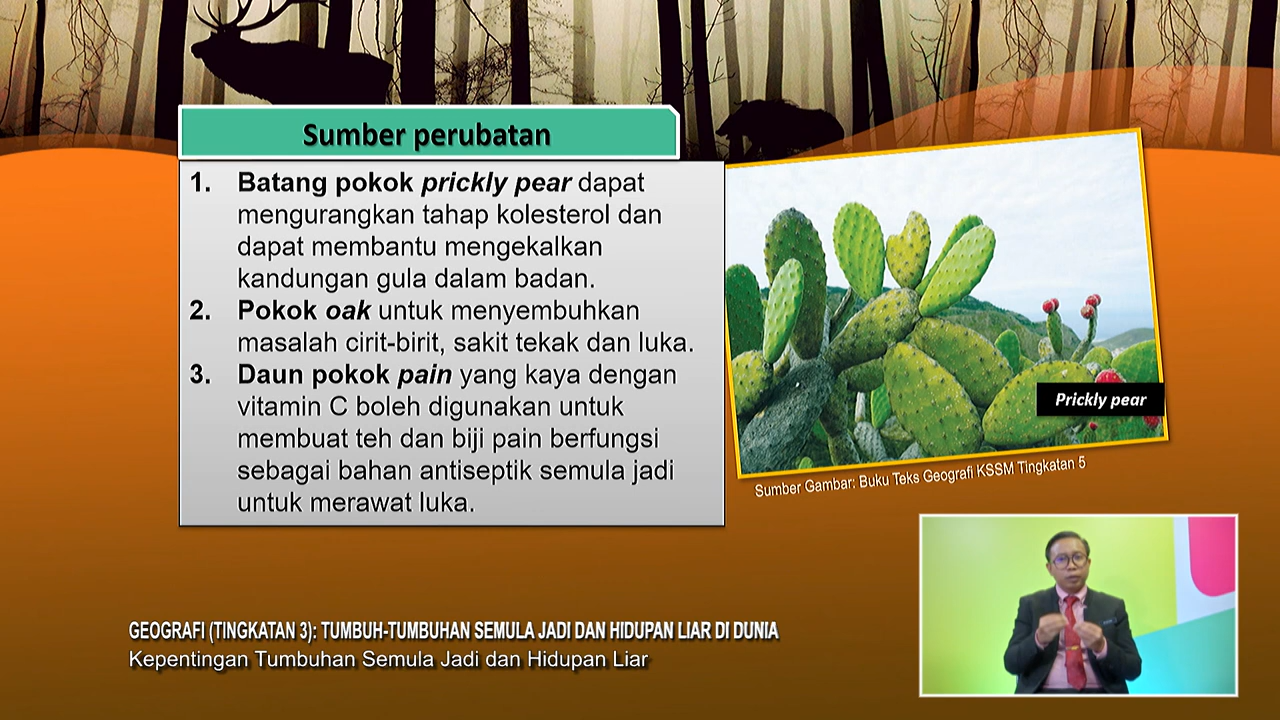 Sumber perubatan
1. Batang pokok prickly pear dapat
mengurangkan tahap kolesterol dan
dapat membantu mengekalkan
kandungan gula dalam badan.
2. Pokok oak untuk menyembuhkan
masalah cirit-birit, sakit tekak dan luka.
3. Daun pokok pain yang kaya dengan
vitamin C boleh digunakan untuk
membuat teh dan biji pain berfungsi
sebagai bahan antiseptik semula jadi
untuk merawat luka.
Prickly pear
Sumber Gambar: Buku Teks Geografi KSSM Tingkatan 5
GEOGRAFI (TINGKATAN 3): TUMBUH-TUMBUHAN SEMULA JADI DAN HIDUPAN LIAR DI DUNIA
Kepentingan Tumbuhan Semula Jadi dan Hidupan Liar